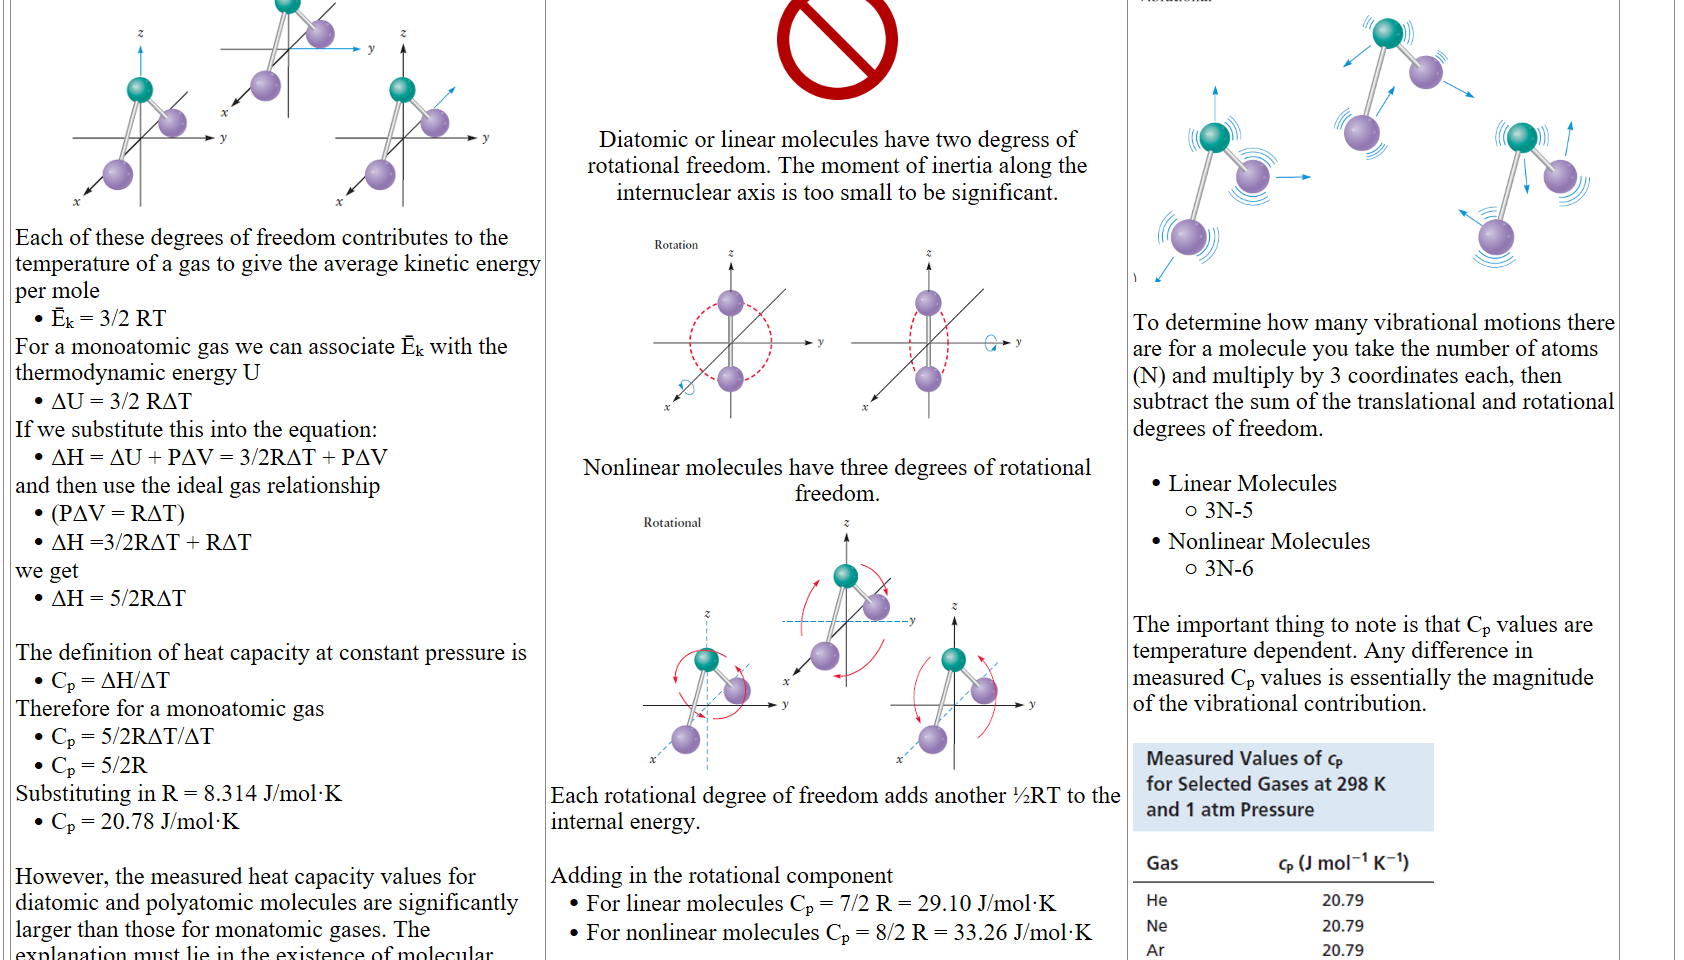 z
y
x
z
y
x
z
y
x
Each of these degrees of freedom contributes to the
temperature of a gas to give the average kinetic energy
per mole
• Ēk = 3/2 RT
For a monoatomic gas we can associate Ēk with the
thermodynamic energy U
• ΔU = 3/2 RΔT
If we substitute this into the equation:
• ΔH = ΔU + PΔV = 3/2RΔT + PΔV
and then use the ideal gas relationship
• (PΔV = RΔT)
• ΔH =3/2RΔT + RΔT
we get
• ΔH = 5/2RΔT
The definition of heat capacity at constant pressure is
• Cp = ΔH/ΔT
Therefore for a monoatomic gas
• Cp = 5/2RΔT/ΔT
• Cp = 5/2R
Substituting in R = 8.314 J/mol·K
• Cp = 20.78 J/mol·K
However, the measured heat capacity values for
diatomic and polyatomic molecules are significantly
larger than those for monatomic gases. The
explanation must lie in the existence of molecular
Diatomic or linear molecules have two degress of
rotational freedom. The moment of inertia along the
internuclear axis is too small to be significant.
Rotation
z
y
x
z
y
x
Nonlinear molecules have three degrees of rotational
freedom.
Rotational
z
y
x
z
y
x
z
y
x
Each rotational degree of freedom adds another ½RT to the
internal energy.
Adding in the rotational component
• For linear molecules Cp = 7/2 R = 29.10 J/mol·K
• For nonlinear molecules Cp = 8/2 R = 33.26 J/mol·K
)
To determine how many vibrational motions there
are for a molecule you take the number of atoms
(N) and multiply by 3 coordinates each, then
subtract the sum of the translational and rotational
degrees of freedom.
• Linear Molecules
○ 3N-5
• Nonlinear Molecules
○ 3N-6
The important thing to note is that Cp values are
temperature dependent. Any difference in
measured Cp values is essentially the magnitude
of the vibrational contribution.
Measured Values of cp
for Selected Gases at 298 K
and 1 atm Pressure
Gas cp (J mol⁻¹ K⁻¹)
He 20.79
Ne 20.79
Ar 20.79